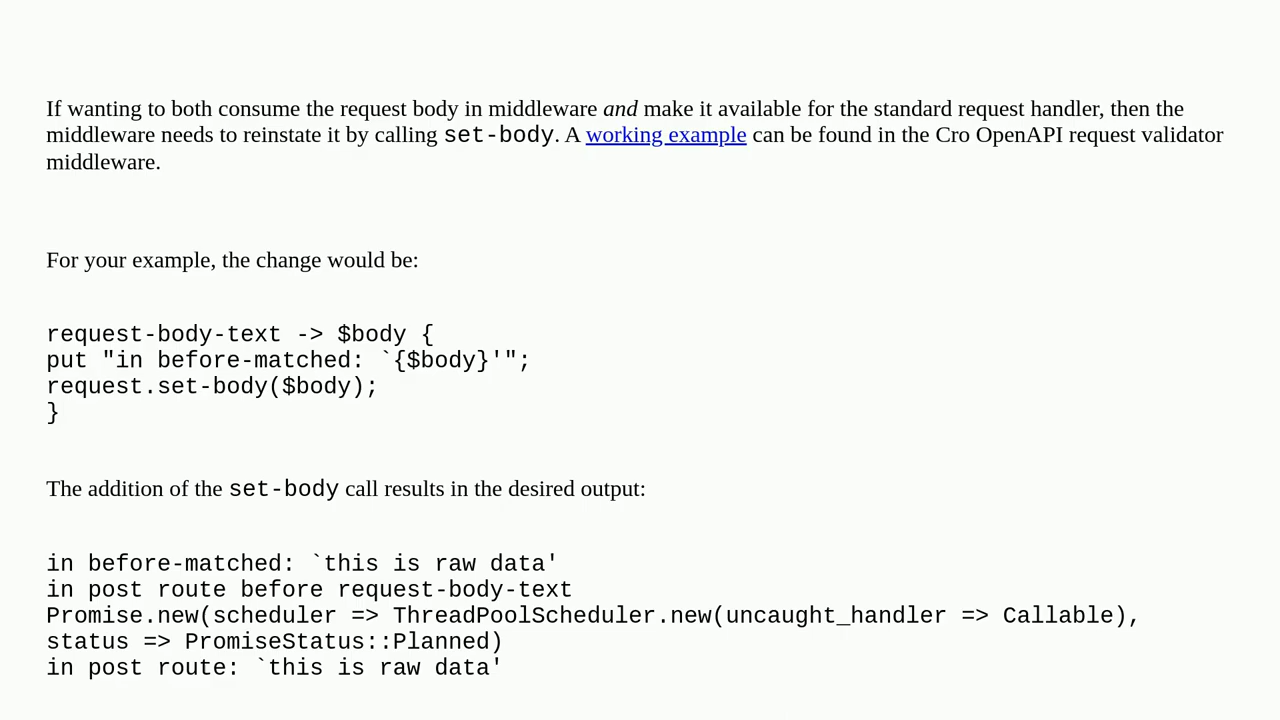 If wanting to both consume the request body in middleware and make it available for the standard request handler, then the
middleware needs to reinstate it by calling set-body. A working example can be found in the Cro OpenAPI request validator
middleware.
For your example, the change would be:
request-body-text -> $body {
put "in before-matched: `{$body}'";
request.set-body($body);
}
The addition of the set-body call results in the desired output:
in before-matched: `this is raw data'
in post route before request-body-text
Promise.new(scheduler => ThreadPoolScheduler.new(uncaught_handler => Callable),
status => PromiseStatus::Planned)
in post route: `this is raw data'